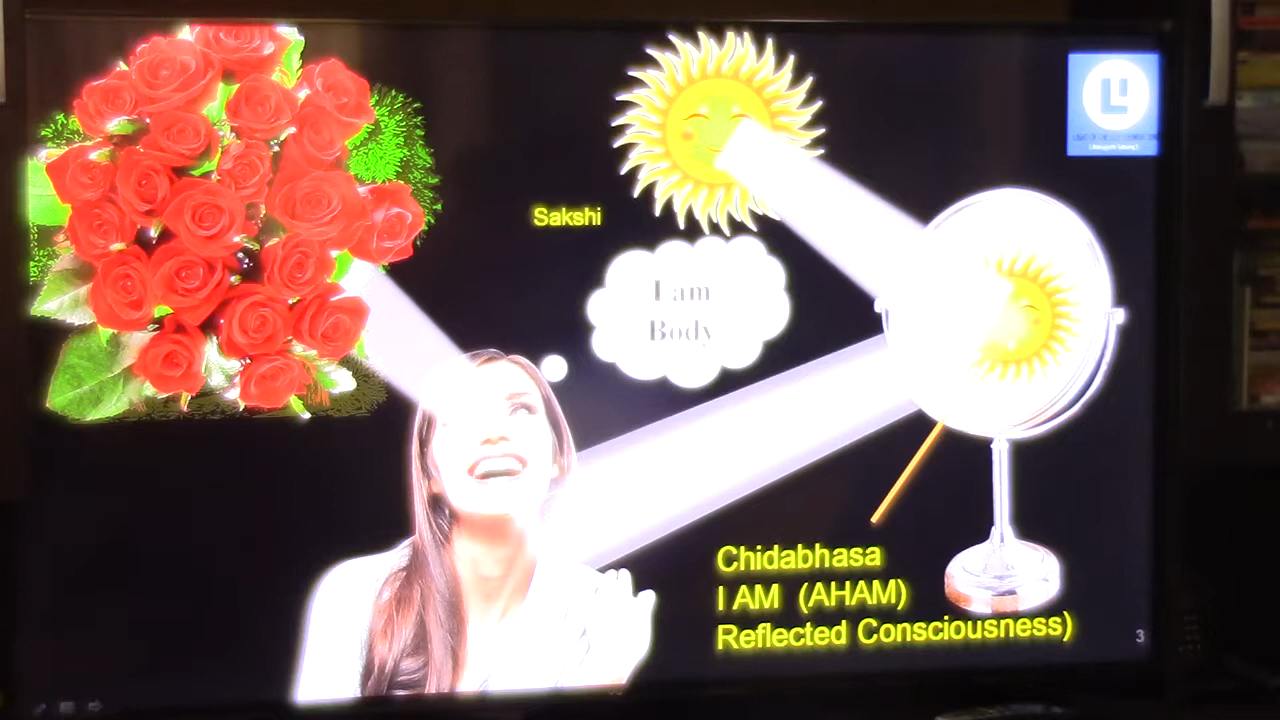 Sakshi
I am
Body
Chidabhasa
I AM (AHAM)
Reflected Consciousness)
3